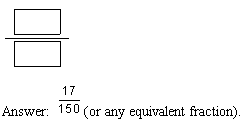 Answer: 17/150 (or any equivalent fraction).